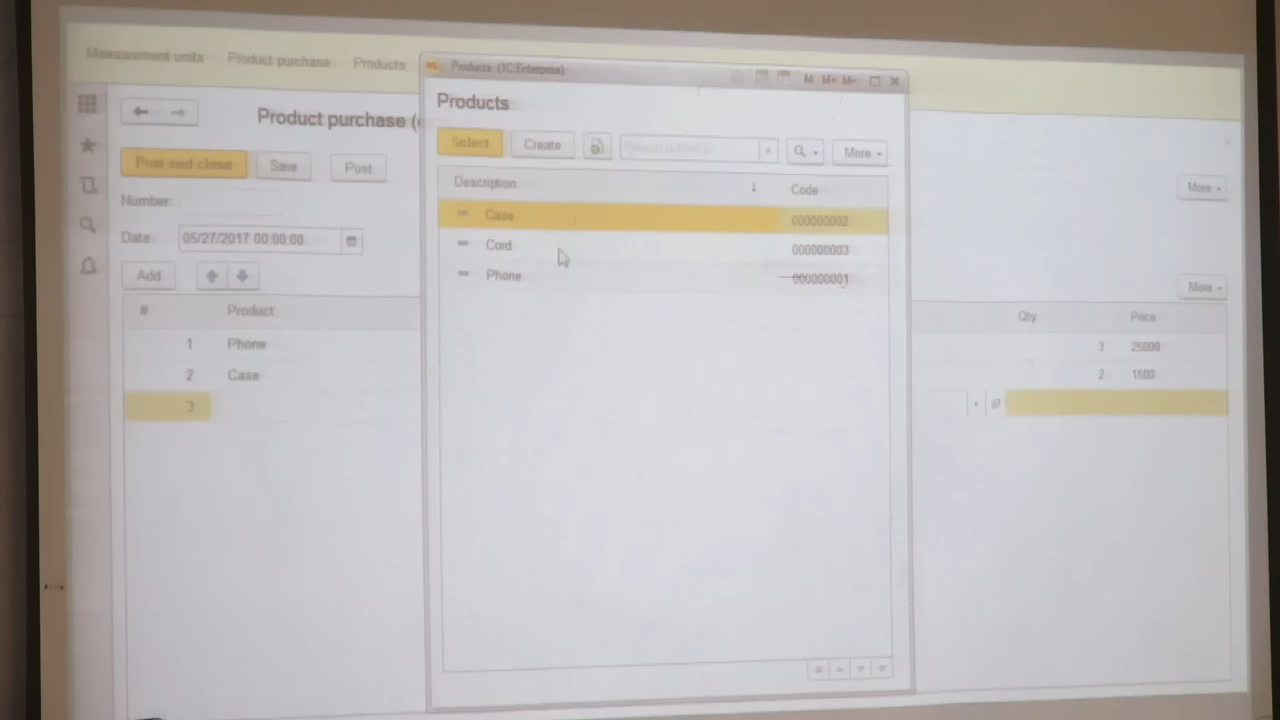 Measurement units Product purchase Products
Products (1C:Enterprise)
M M+ M-
Product purchase (
Products
Post and close Save Post
Select Create
Search (Ctrl+F) × More
More
Number:
Date: 05/27/2017 00:00:00
Add
More
Description ↓ Code
Case 000000002
Cord 000000003
Phone 000000001
# Product Qty Price
1 Phone 3 25000
2 Case 2 1500
3